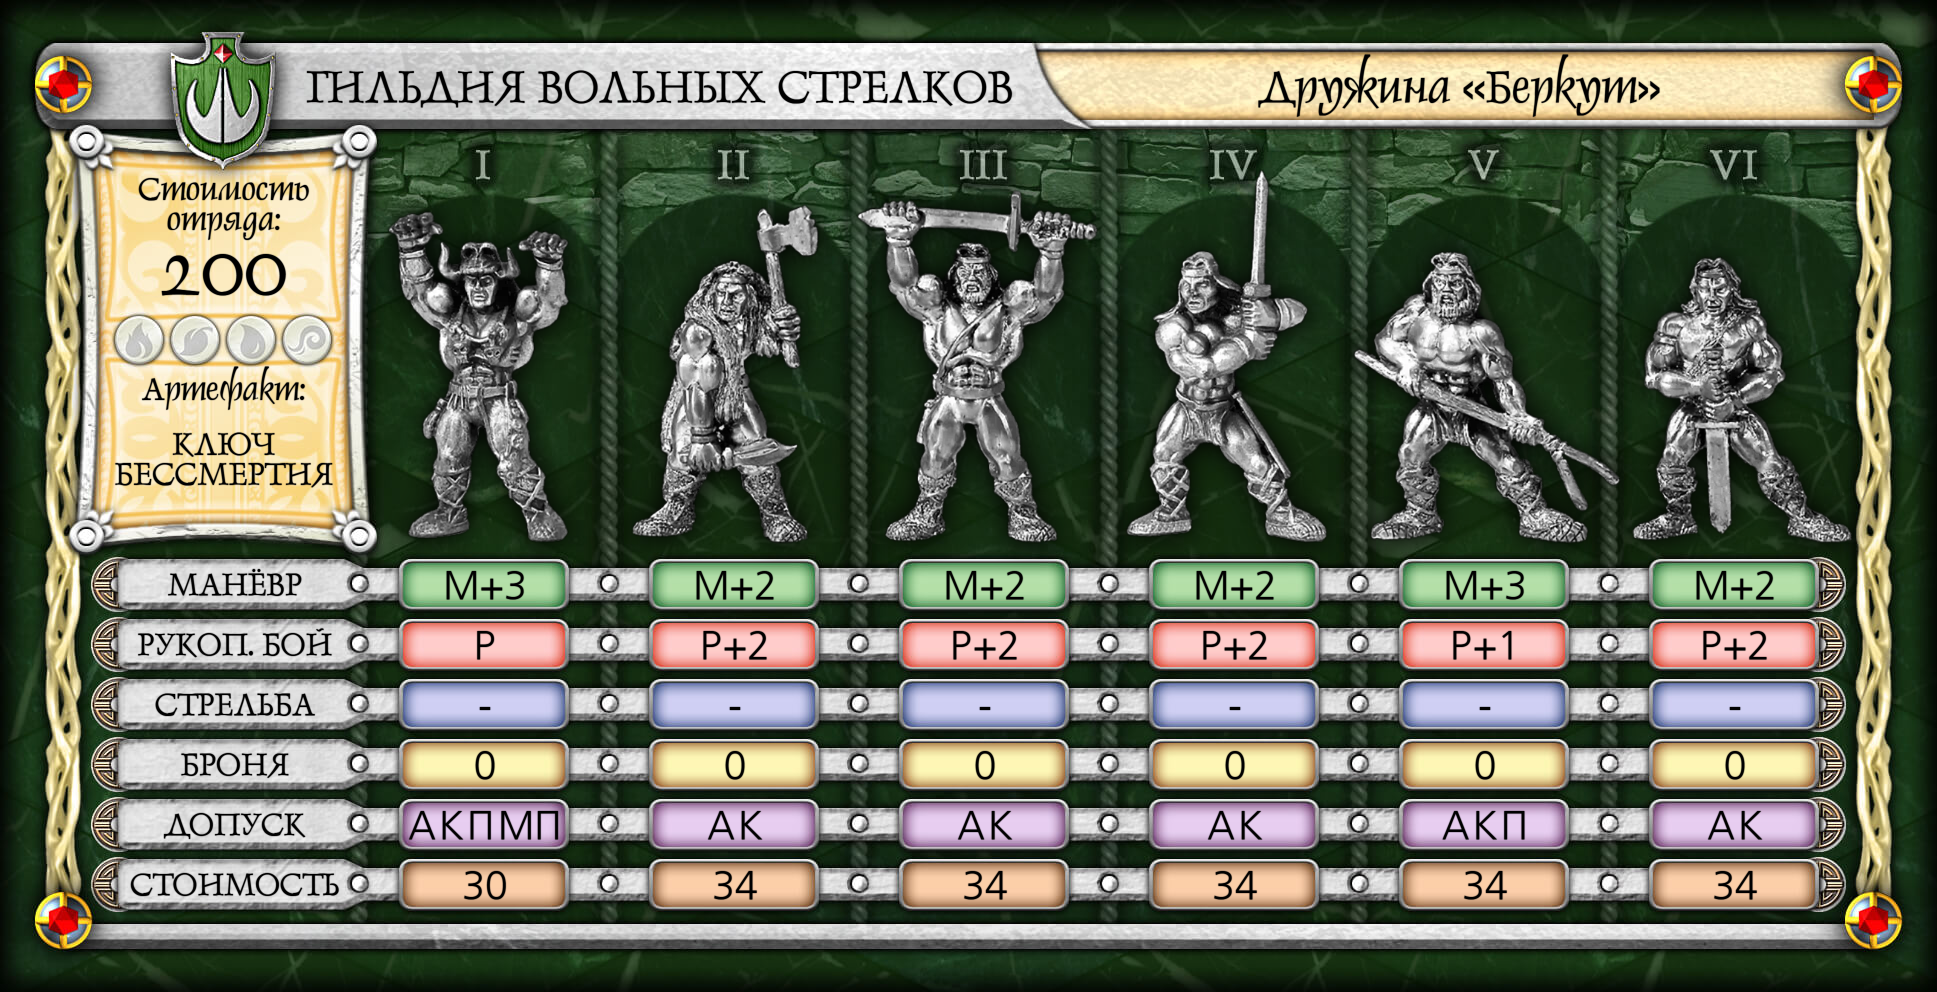 ГИЛЬДИЯ ВОЛЬНЫХ СТРЕЛКОВ
Дружина «Беркут»
Стоимость
отряда:
200
Артефакт:
КЛЮЧ
БЕССМЕРТИЯ
I II III IV V VI
МАНЁВР М+3 М+2 М+2 М+2 М+3 М+2
РУКОП. БОЙ Р Р+2 Р+2 Р+2 Р+1 Р+2
СТРЕЛЬБА - - - - - -
БРОНЯ 0 0 0 0 0 0
ДОПУСК АКПМП АК АК АК АКП АК
СТОИМОСТЬ 30 34 34 34 34 34